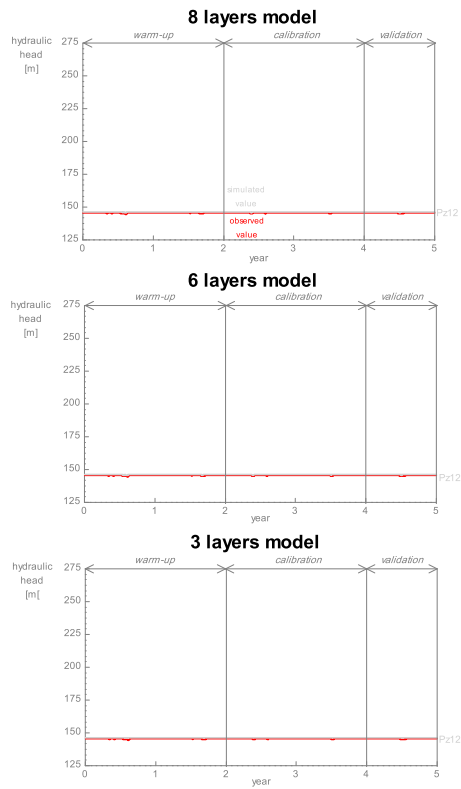 8 layers model
hydraulic
head
[m]
warm-up calibration validation
275
250
225
200
175
150
125
simulated
value
observed
value
Pz12
0 1 2 3 4 5
year
6 layers model
hydraulic
head
[m]
warm-up calibration validation
275
250
225
200
175
150
125
Pz12
0 1 2 3 4 5
year
3 layers model
hydraulic
head
[m[
warm-up calibration validation
275
250
225
200
175
150
125
Pz12
0 1 2 3 4 5
year